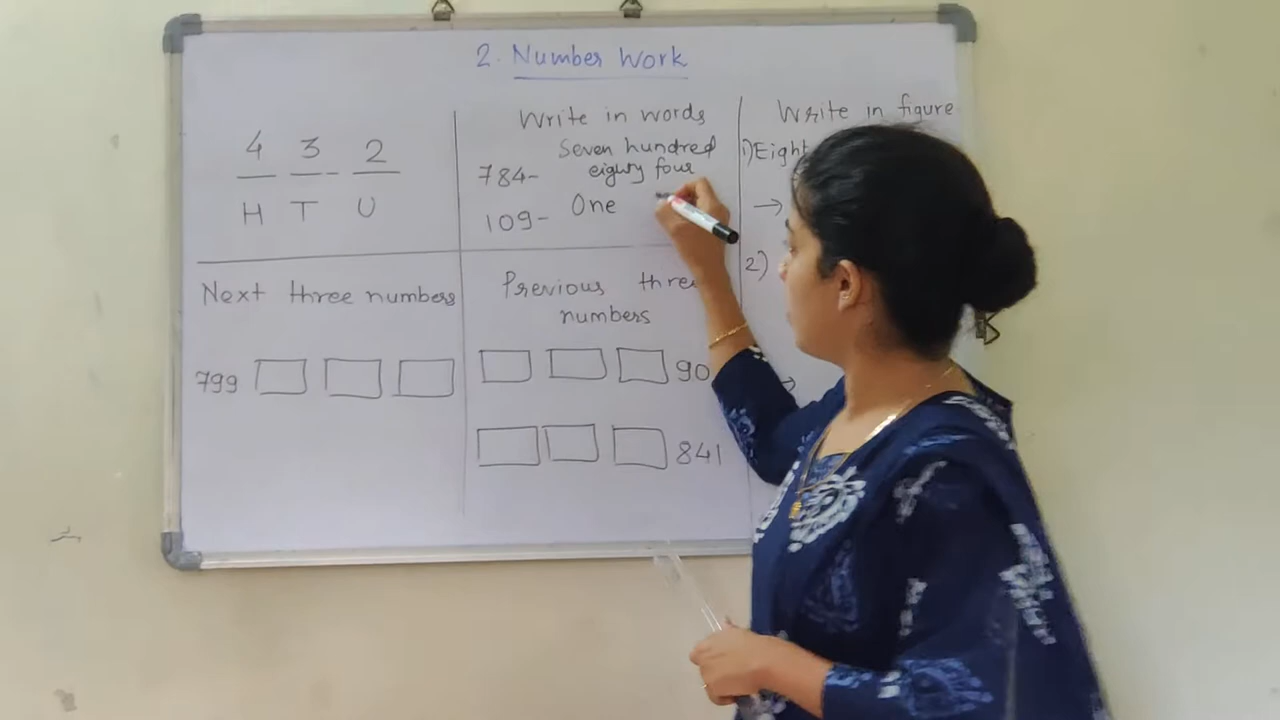 2. Number Work
4 3 2
H T U
Write in words
784- Seven hundred
eighty four
109- One
Write in figure
1) Eight
→
2)
Next three numbers
799
Previous three
numbers
90
841